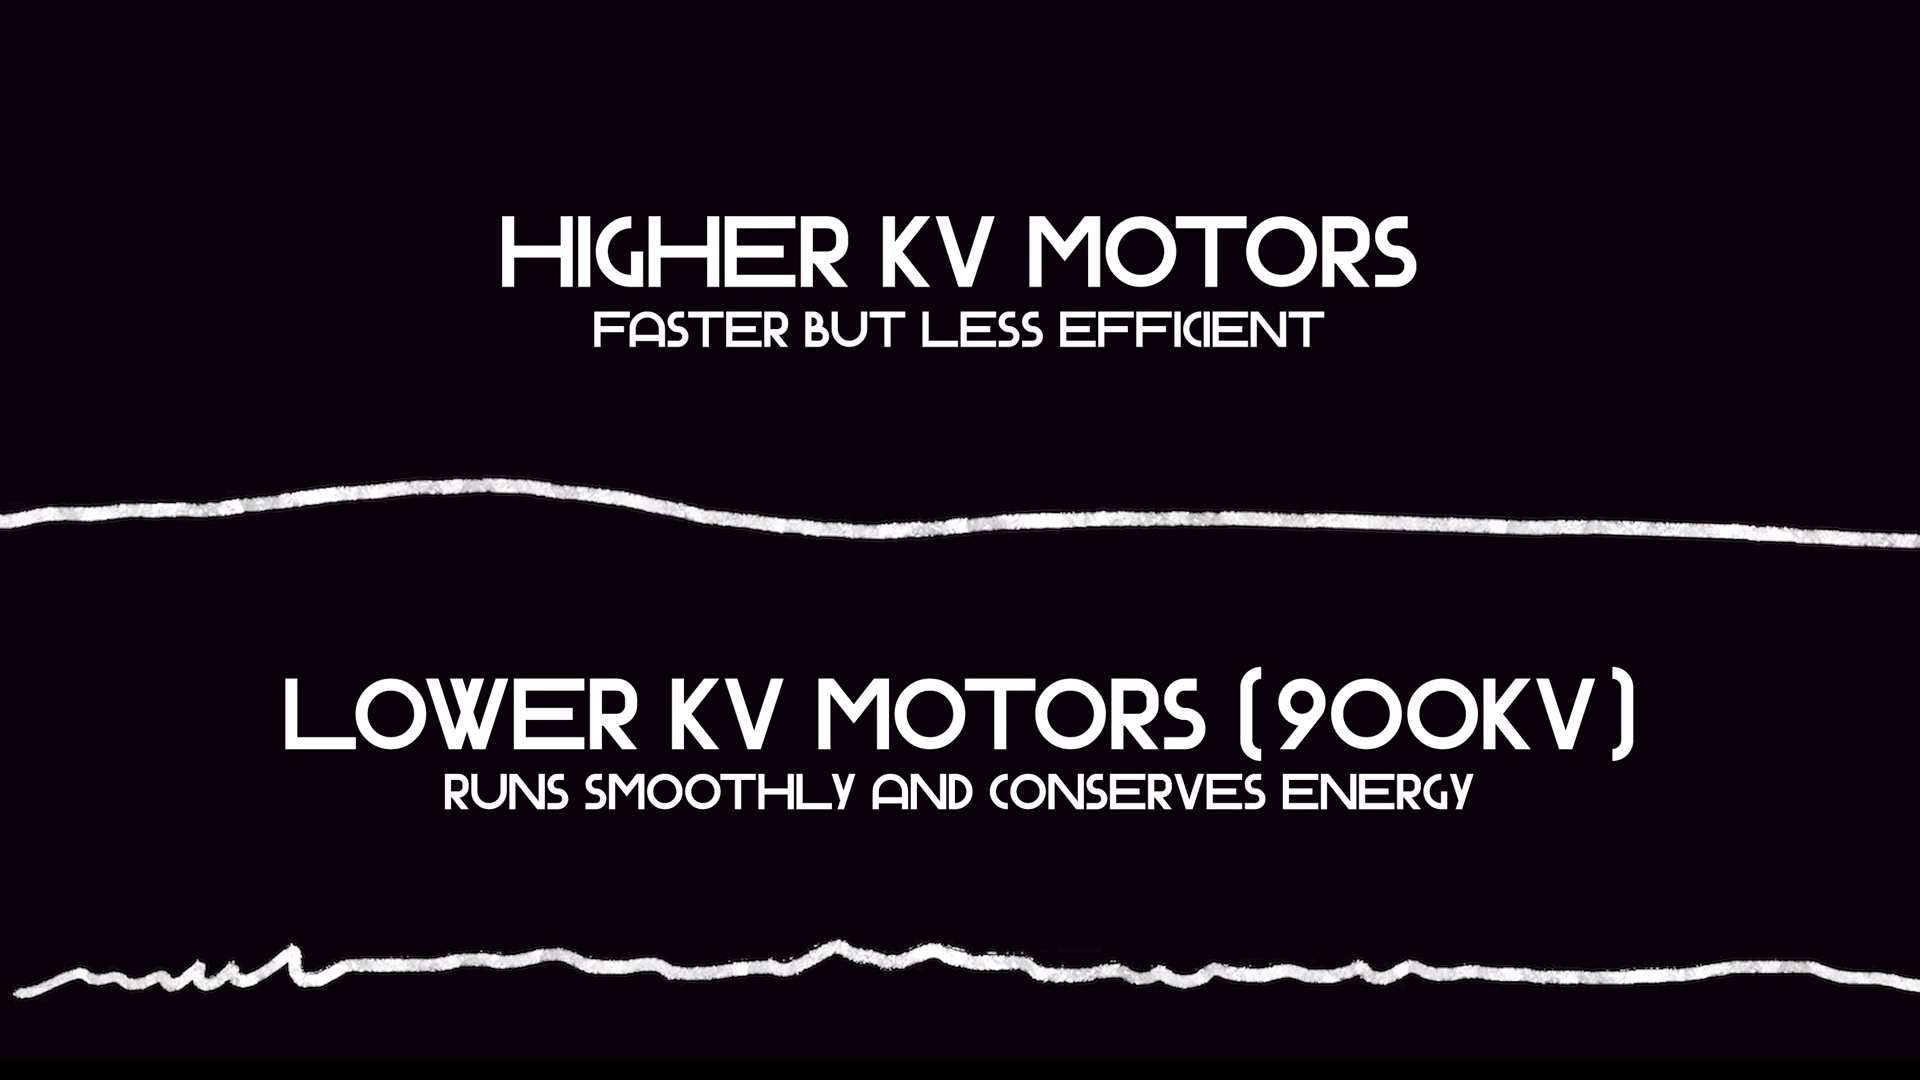 HIGHER KV MOTORS
FASTER BUT LESS EFFICIENT
LOWER KV MOTORS (900KV)
RUNS SMOOTHLY AND CONSERVES ENERGY